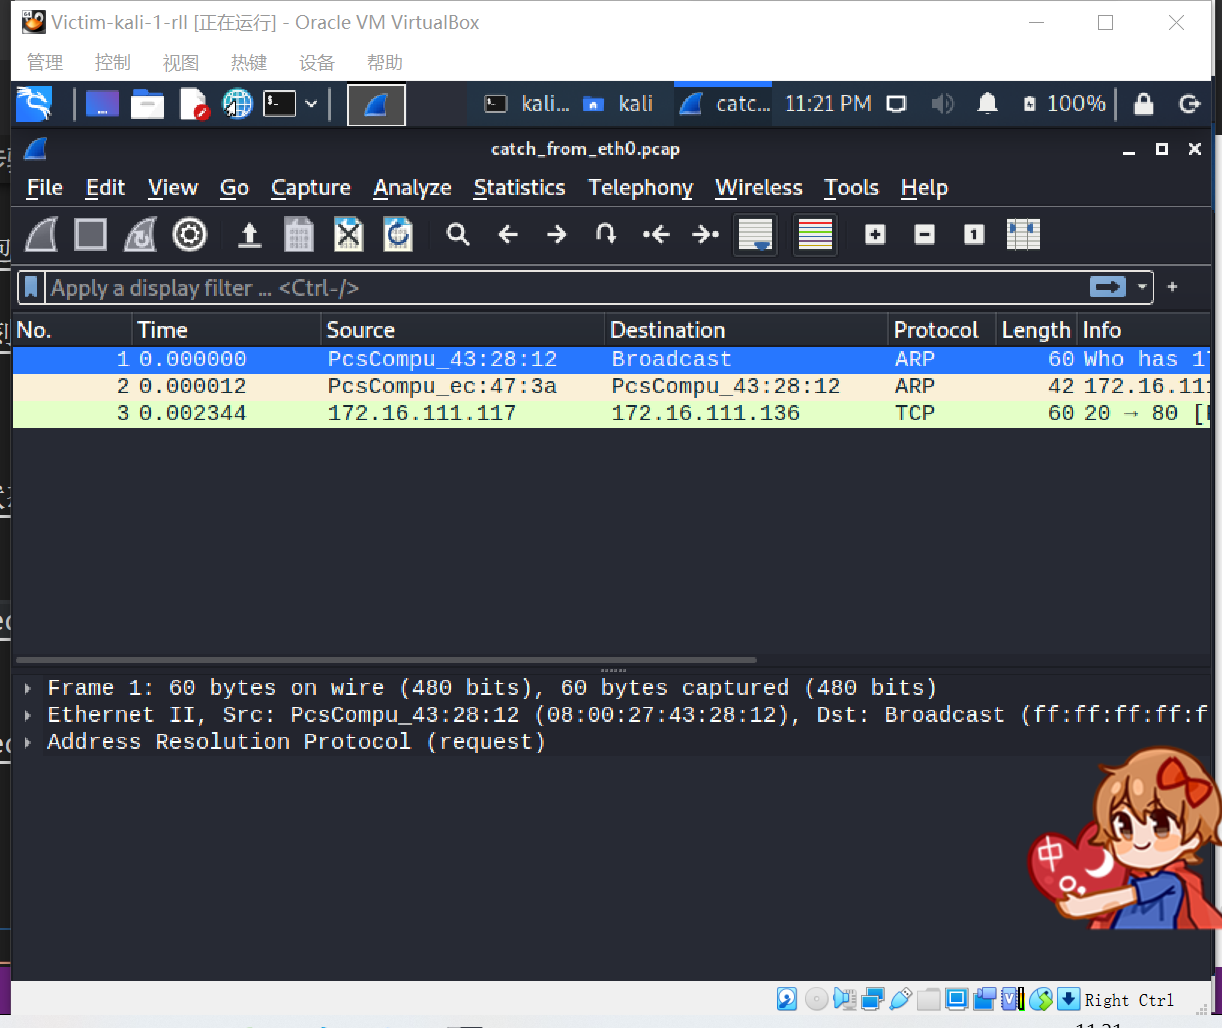 Victim-kali-1-rll [正在运行] - Oracle VM VirtualBox
管理 控制 视图 热键 设备 帮助
kali... kali catc... 11:21 PM 100%
catch_from_eth0.pcap
File Edit View Go Capture Analyze Statistics Telephony Wireless Tools Help
Apply a display filter ... <Ctrl-/>
No. Time Source Destination Protocol Length Info
1 0.000000 PcsCompu_43:28:12 Broadcast ARP 60 Who has 17
2 0.000012 PcsCompu_ec:47:3a PcsCompu_43:28:12 ARP 42 172.16.111
3 0.002344 172.16.111.117 172.16.111.136 TCP 60 20 → 80 [
Frame 1: 60 bytes on wire (480 bits), 60 bytes captured (480 bits)
Ethernet II, Src: PcsCompu_43:28:12 (08:00:27:43:28:12), Dst: Broadcast (ff:ff:ff:ff:f
Address Resolution Protocol (request)
中
Right Ctrl